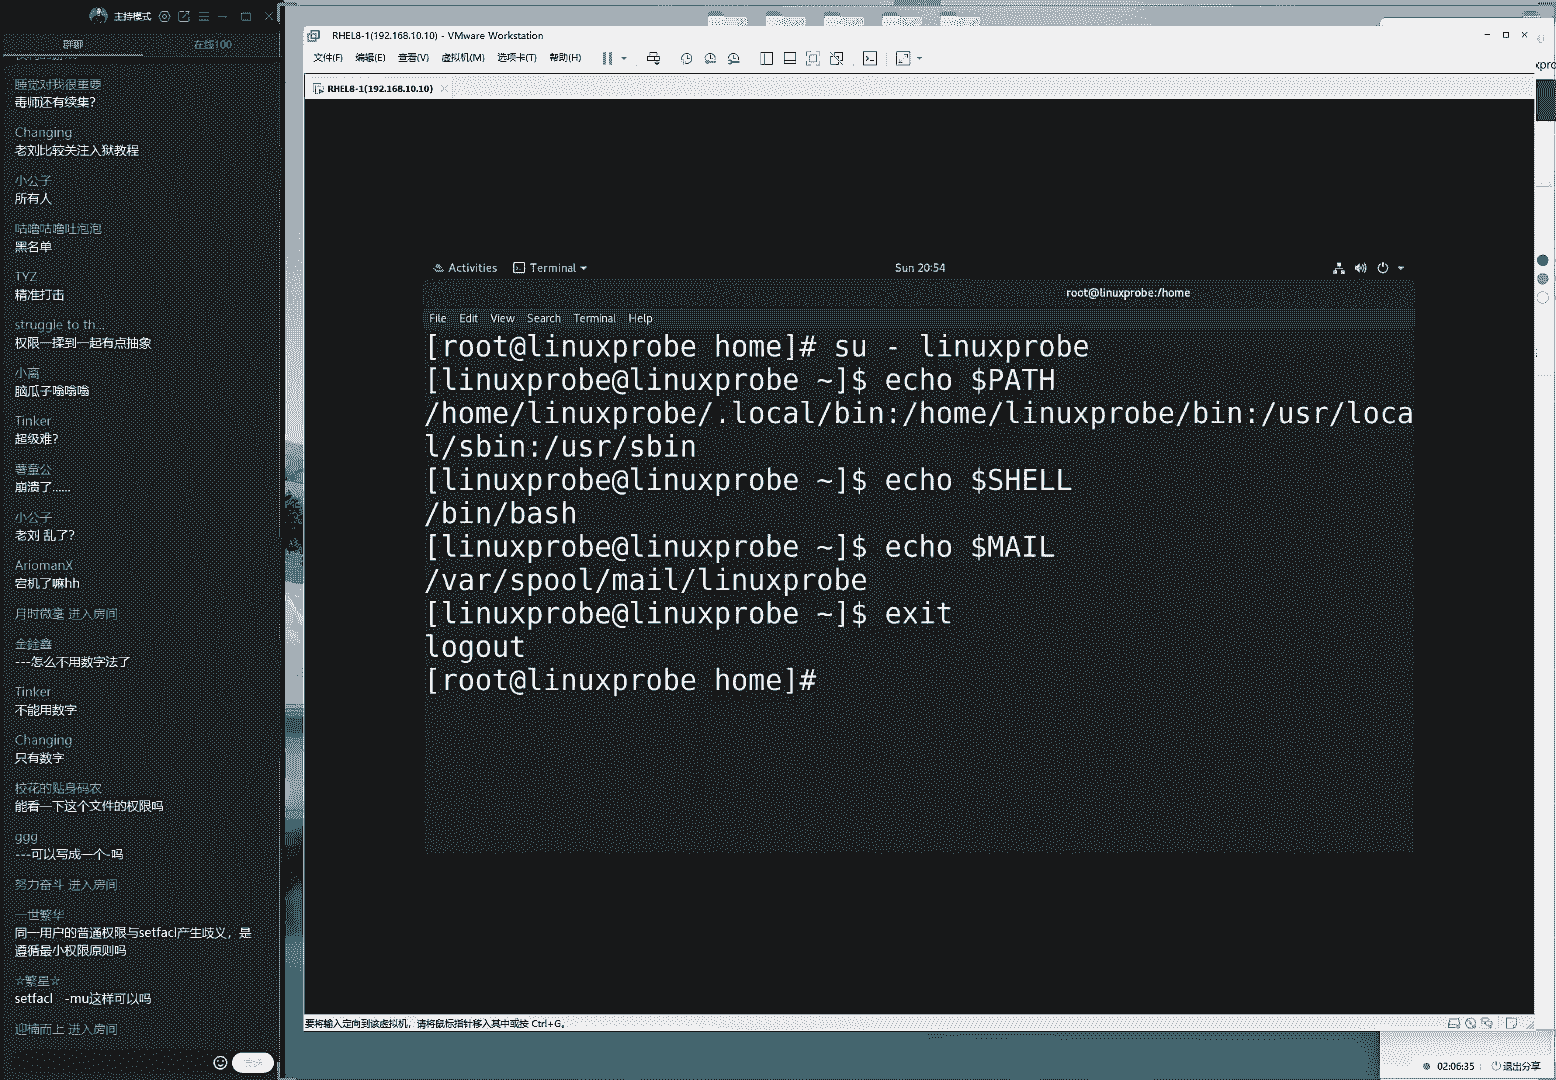 主持模式
群聊
在线100
睡觉对我很重要
毒师还有续集?
Changing
老刘比较关注入狱教程
小公子
所有人
咕噜咕噜吐泡泡
黑名单
TYZ
精准打击
struggle to th...
权限一揉到一起有点抽象
小离
脑瓜子嗡嗡嗡
Tinker
超级难?
薯童公
崩溃了......
小公子
老刘 乱了?
AriomanX
宕机了嘛hh
月时微毫 进入房间
---怎么不用数字法了
Tinker
不能用数字
Changing
只有数字
校花的贴身码农
能看一下这个文件的权限吗
ggg
---可以写成一个-吗
努力奋斗 进入房间
一世繁华
同一用户的普通权限与setfacl产生歧义，是
遵循最小权限原则吗
☆繁星☆
setfacl -mu这样可以吗
迎楠而上 进入房间
RHEL8-1(192.168.10.10) - VMware Workstation
文件(F) 编辑(E) 查看(V) 虚拟机(M) 选项卡(T) 帮助(H)
RHEL8-1(192.168.10.10)
Activities Terminal Sun 20:54
root@linuxprobe:/home
File Edit View Search Terminal Help
[root@linuxprobe home]# su - linuxprobe
[linuxprobe@linuxprobe ~]$ echo $PATH
/home/linuxprobe/.local/bin:/home/linuxprobe/bin:/usr/loca
l/sbin:/usr/sbin
[linuxprobe@linuxprobe ~]$ echo $SHELL
/bin/bash
[linuxprobe@linuxprobe ~]$ echo $MAIL
/var/spool/mail/linuxprobe
[linuxprobe@linuxprobe ~]$ exit
logout
[root@linuxprobe home]#
要将输入定向到该虚拟机，请将鼠标指针移入其中或按 Ctrl+G。
xpro
02:06:35
退出分享